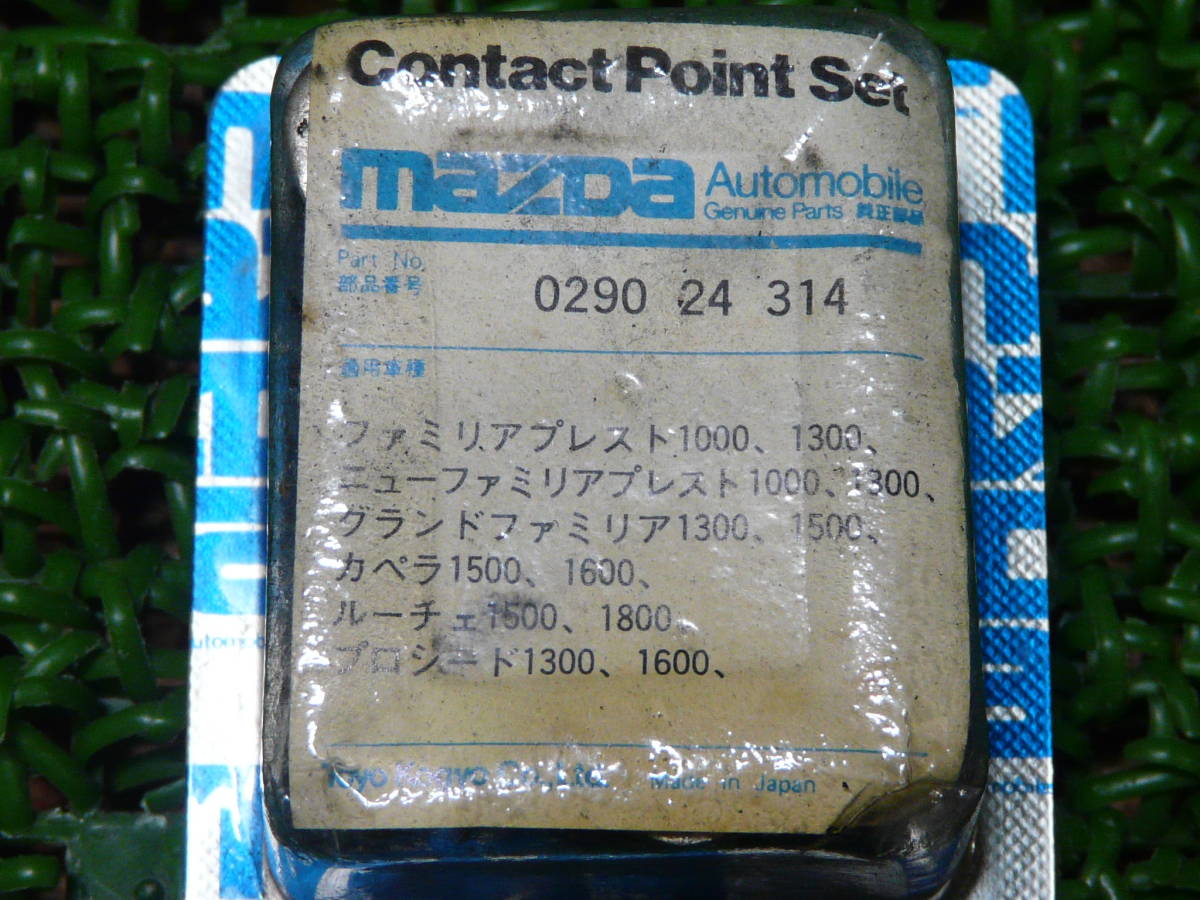 Contact Point Set
mazda Automobile
Genuine Parts 純正部品
Part No.
部品番号
0290 24 314
適用車種
ファミリアプレスト1000、1300、
ニューファミリアプレスト1000、1300、
グランドファミリア1300、1500、
カペラ1500、1600、
ルーチェ1500、1800、
プロシード1300、1600、
Toyo Kogyo Co., Ltd. Made in Japan